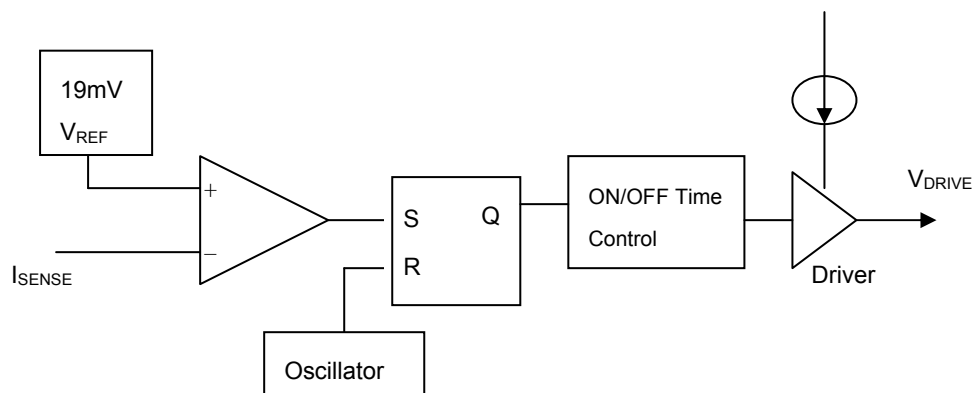 19mV
VREF
+
−
ISENSE
S
Q
R
Oscillator
ON/OFF Time
Control
VDRIVE
Driver